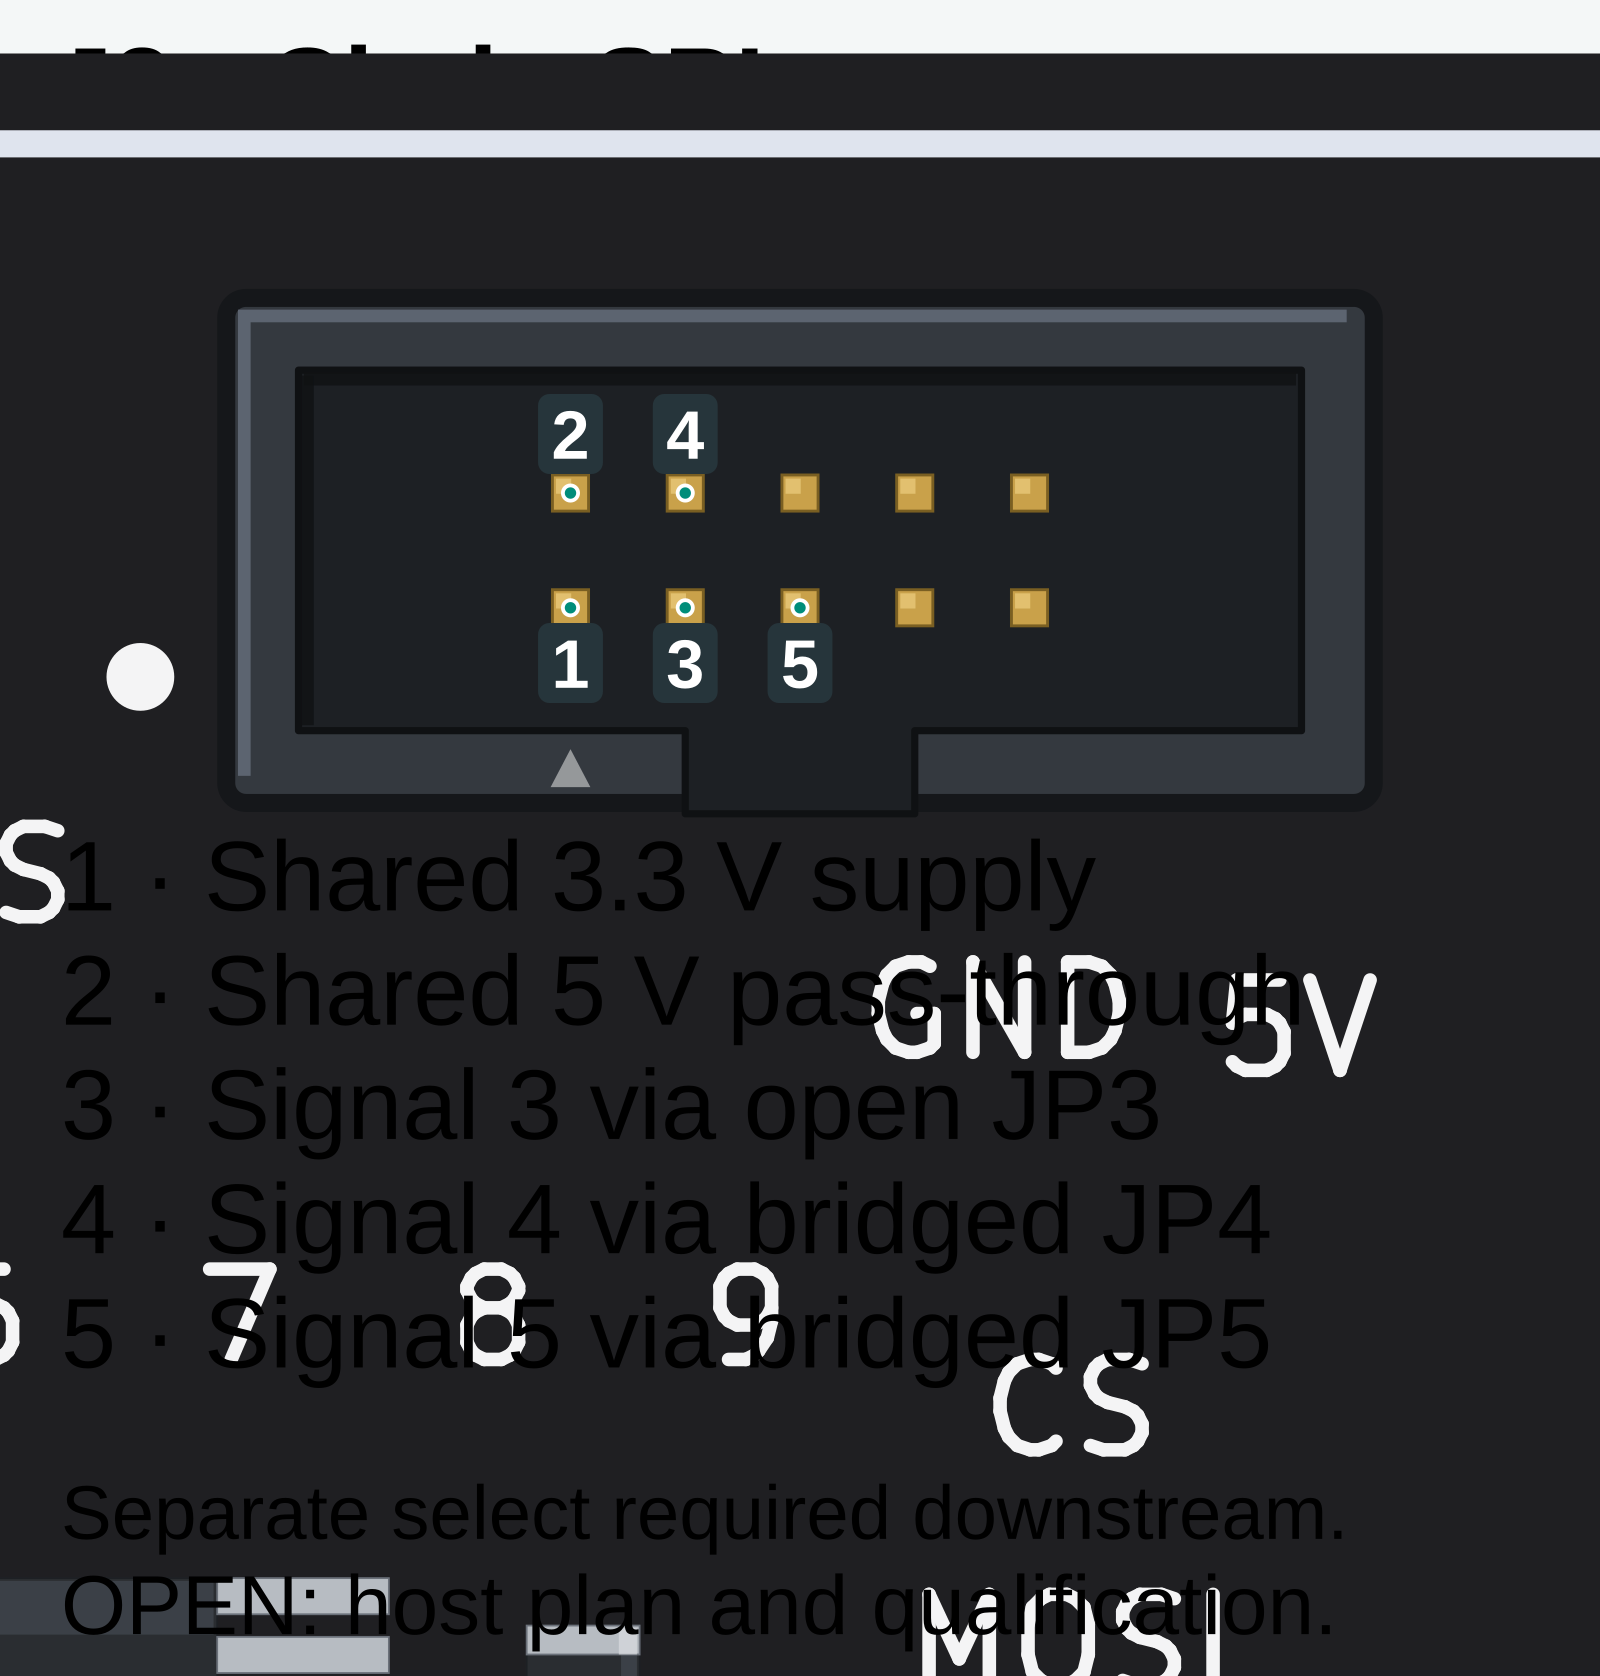 2 4
1 3 5
S
1 · Shared 3.3 V supply
2 · Shared 5 V pass-through
GND 5V
3 · Signal 3 via open JP3
4 · Signal 4 via bridged JP4
7 8 9
5 · Signal 5 via bridged JP5
CS
Separate select required downstream.
OPEN: host plan and qualification.
MOSI